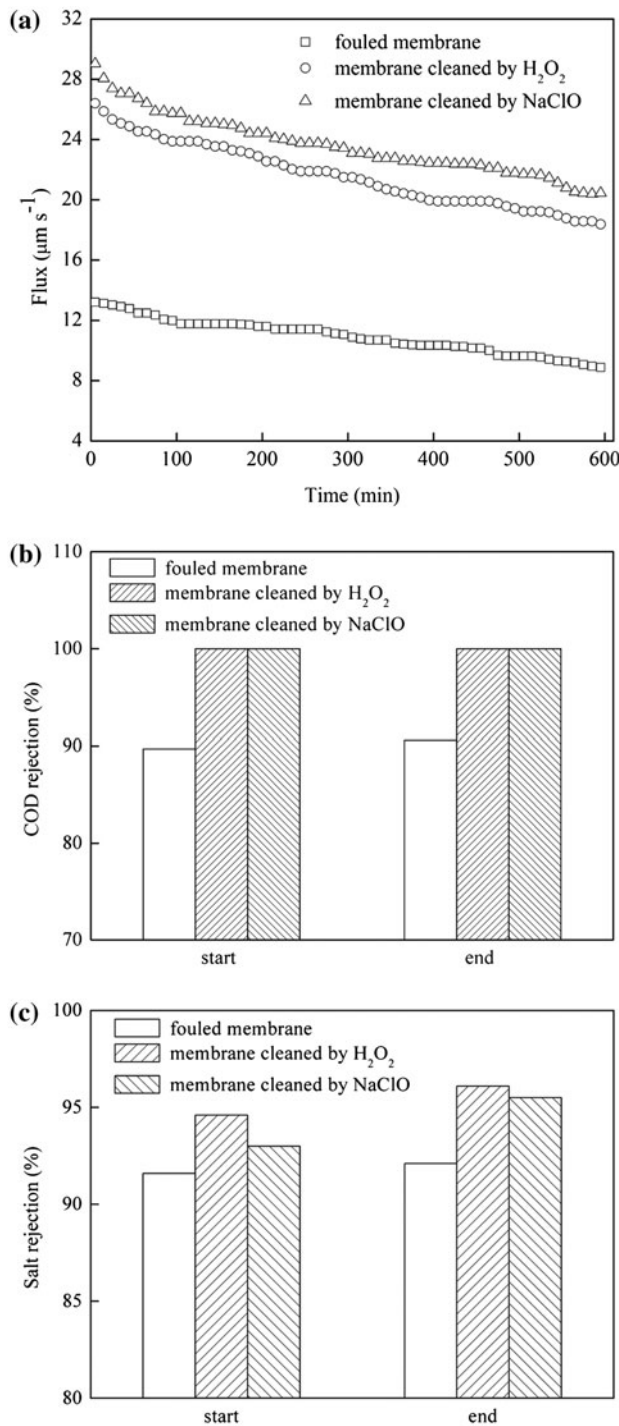 (a)
32
28
24
20
16
12
8
4
Flux (μm s⁻¹)
fouled membrane
membrane cleaned by H₂O₂
membrane cleaned by NaClO
0 100 200 300 400 500 600
Time (min)
(b)
110
100
90
80
70
COD rejection (%)
fouled membrane
membrane cleaned by H₂O₂
membrane cleaned by NaClO
start end
(c)
100
95
90
85
80
Salt rejection (%)
fouled membrane
membrane cleaned by H₂O₂
membrane cleaned by NaClO
start end